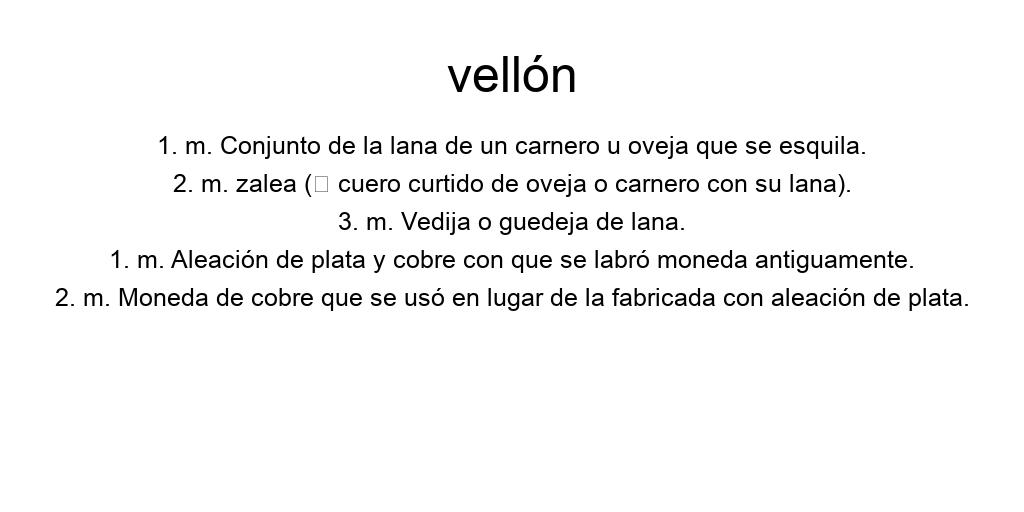 vellón
1. m. Conjunto de la lana de un carnero u oveja que se esquila.
2. m. zalea (▯ cuero curtido de oveja o carnero con su lana).
3. m. Vedija o guedeja de lana.
1. m. Aleación de plata y cobre con que se labró moneda antiguamente.
2. m. Moneda de cobre que se usó en lugar de la fabricada con aleación de plata.